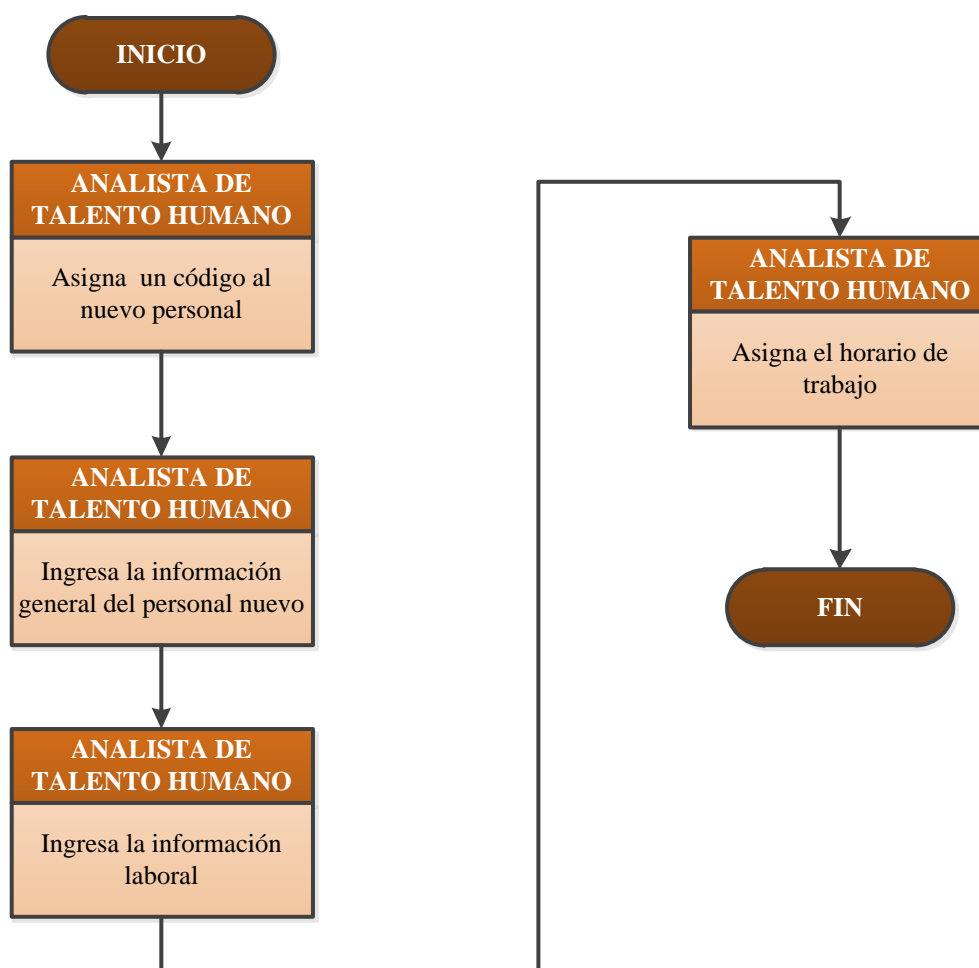 INICIO
ANALISTA DE
TALENTO HUMANO
Asigna  un código al
nuevo personal
ANALISTA DE
TALENTO HUMANO
Ingresa la información
general del personal nuevo
ANALISTA DE
TALENTO HUMANO
Ingresa la información
laboral
ANALISTA DE
TALENTO HUMANO
Asigna el horario de
trabajo
FIN